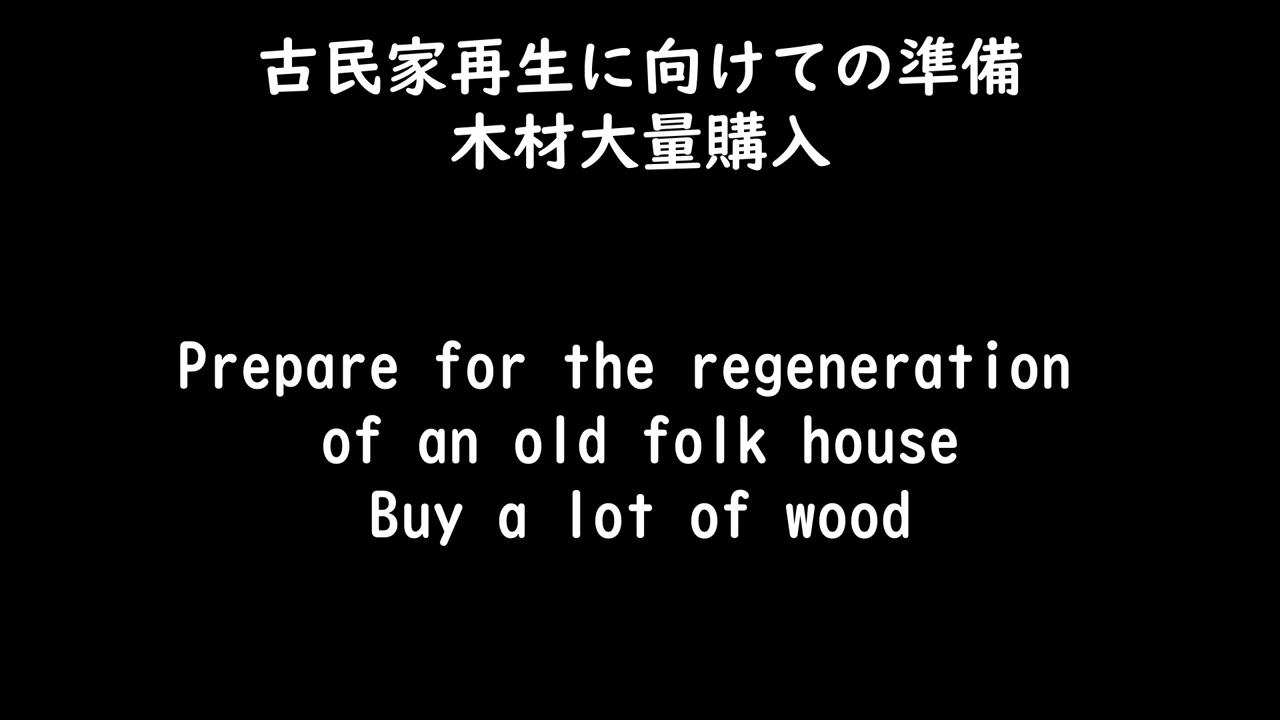 古民家再生に向けての準備
木材大量購入
Prepare for the regeneration
of an old folk house
Buy a lot of wood